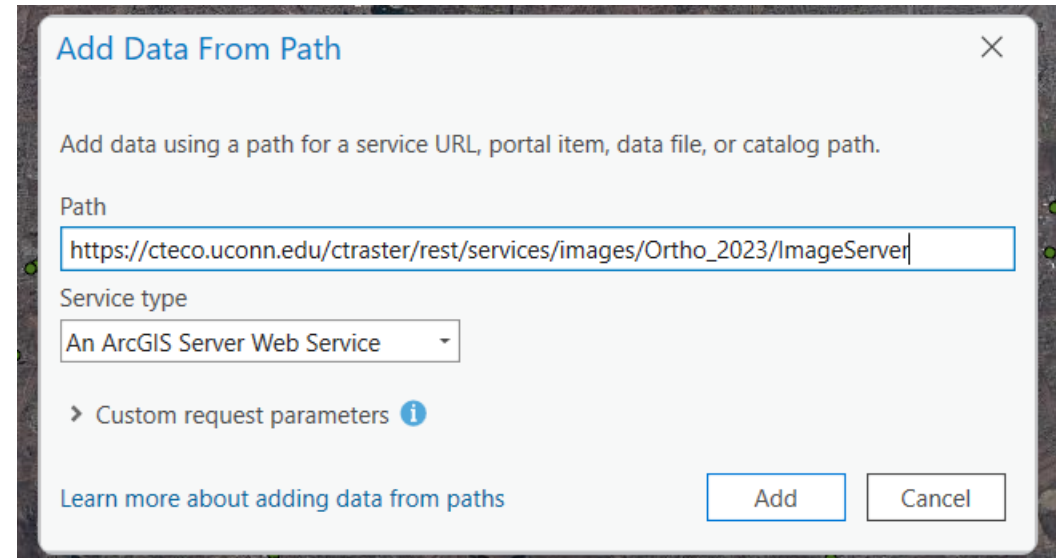 Add Data From Path
Add data using a path for a service URL, portal item, data file, or catalog path.
Path
https://cteco.uconn.edu/ctraster/rest/services/images/Ortho_2023/ImageServer
Service type
An ArcGIS Server Web Service
Custom request parameters
Learn more about adding data from paths
Add
Cancel